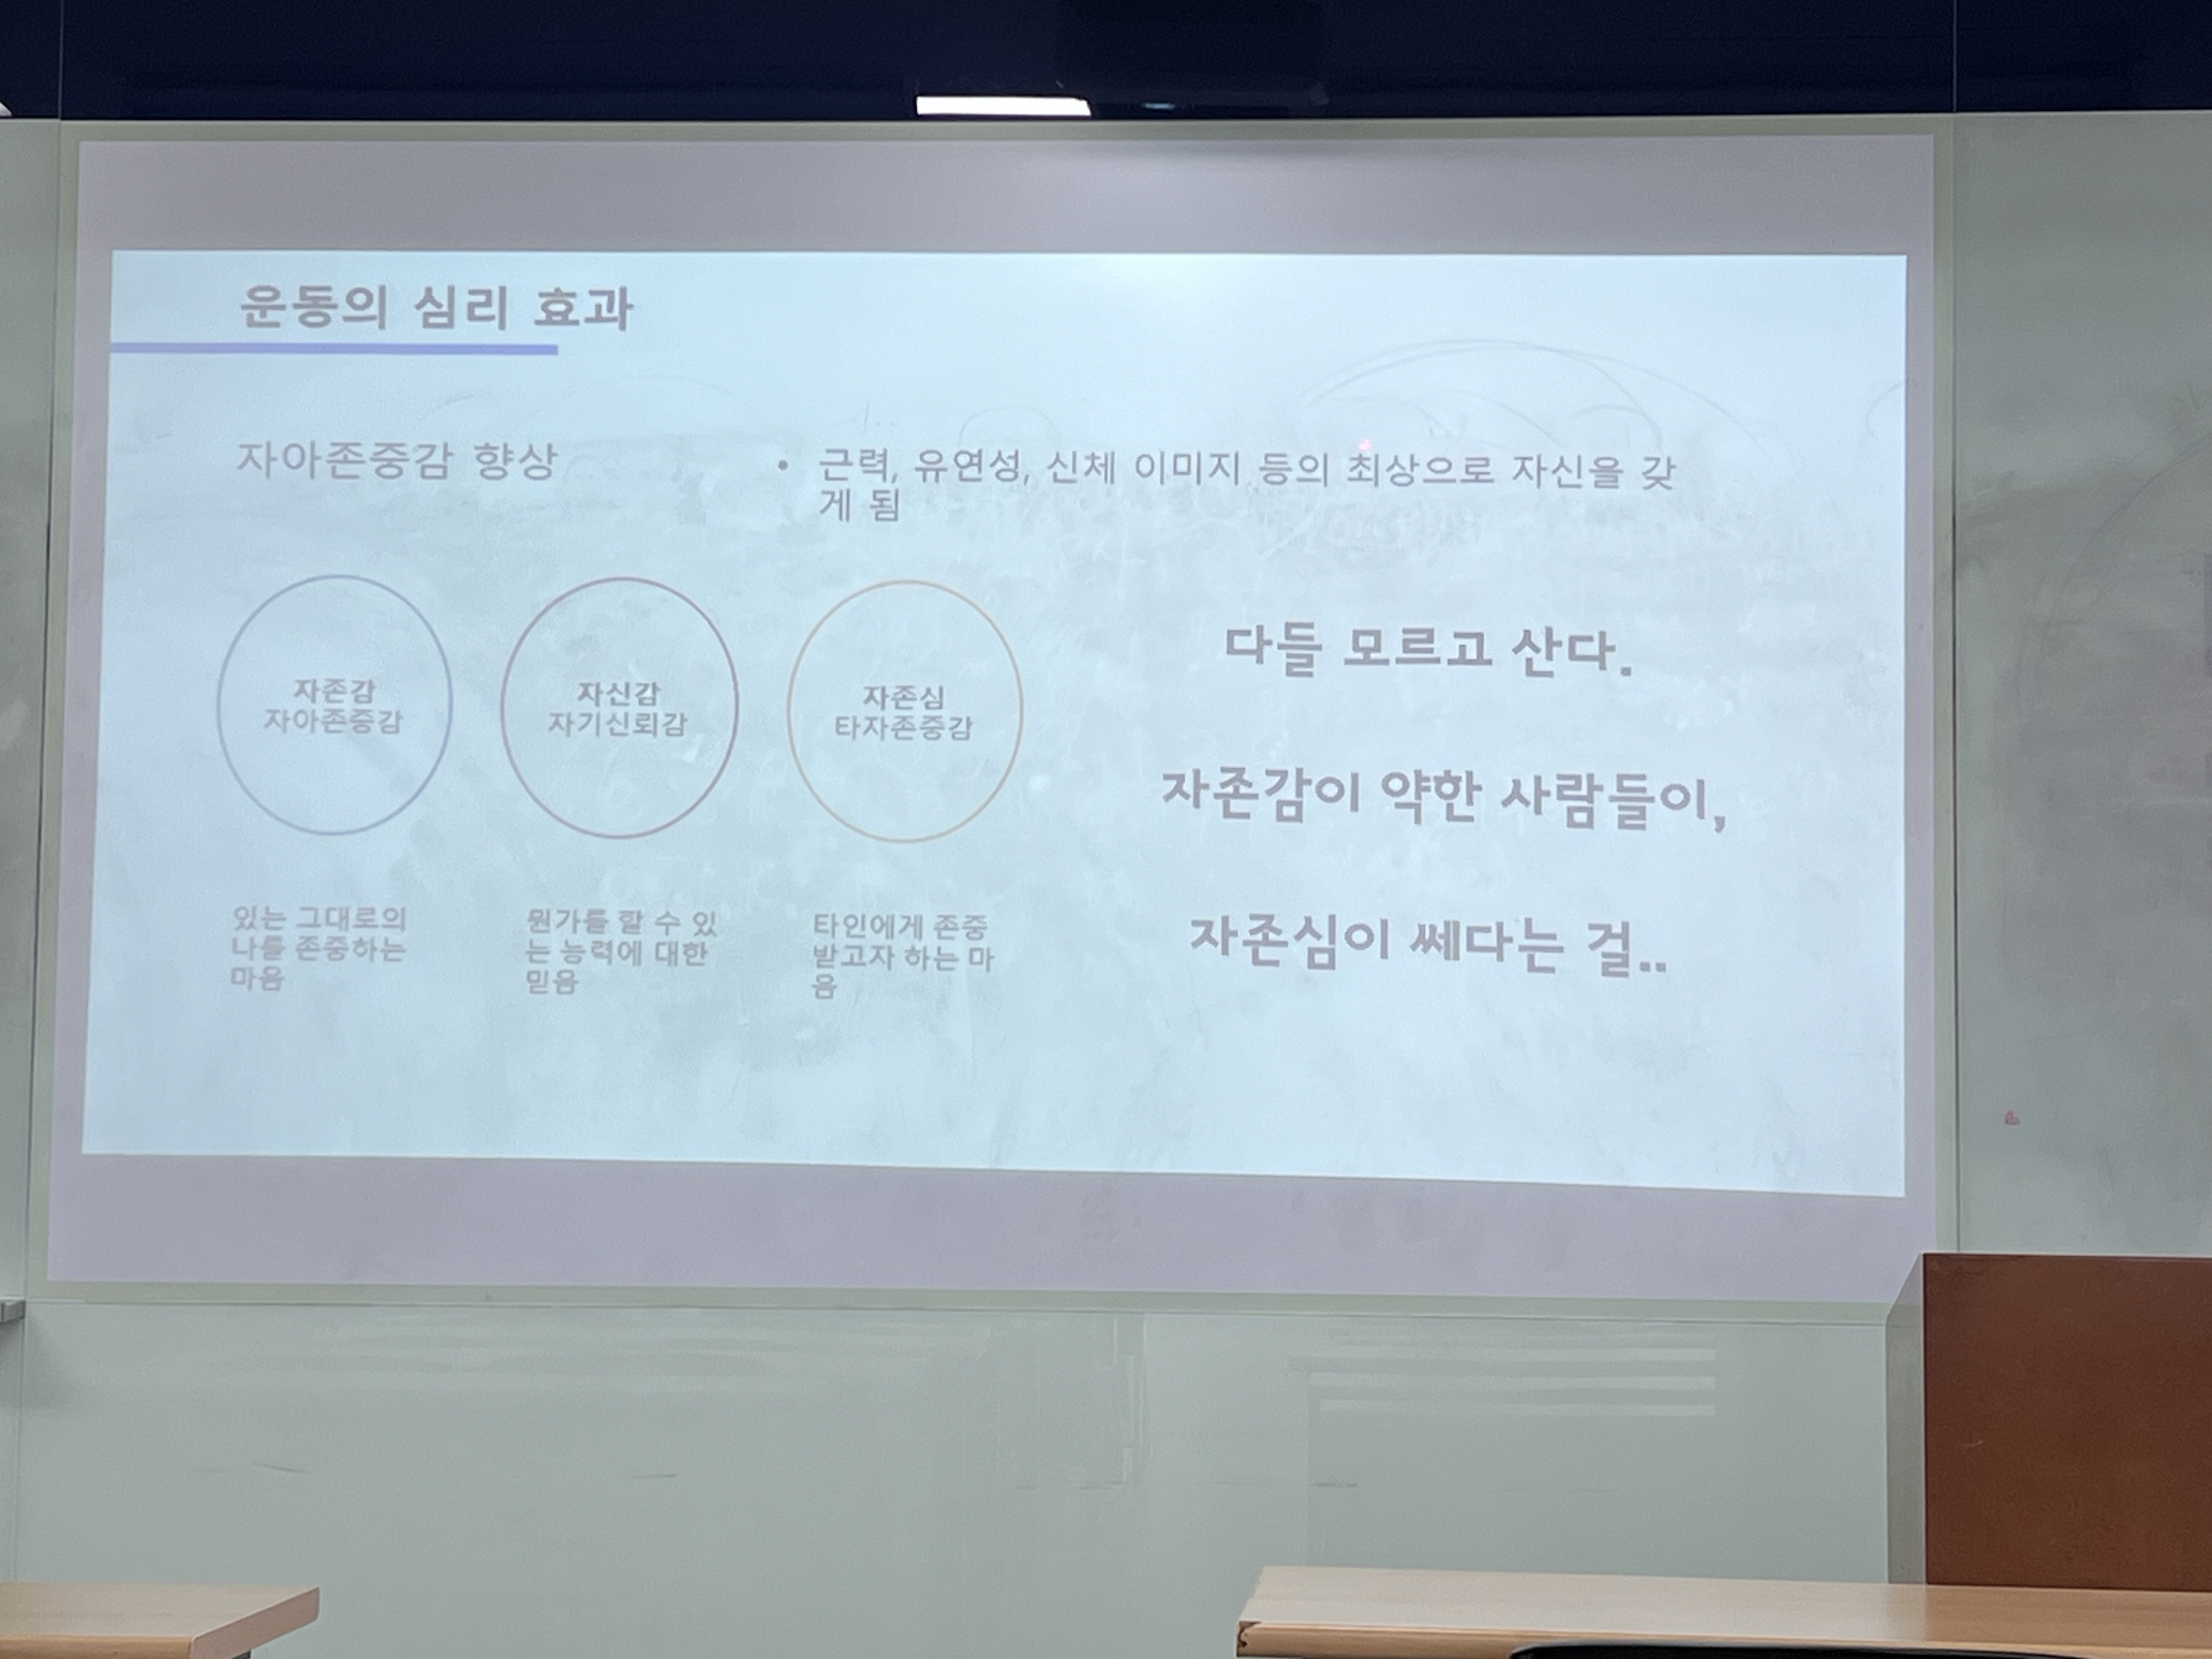 운동의 심리 효과
자아존중감 향상
• 근력, 유연성, 신체 이미지 등의 최상으로 자신을 갖
게 됨
자존감
자아존중감
자신감
자기신뢰감
자존심
타자존중감
있는 그대로의
나를 존중하는
마음
뭔가를 할 수 있
는 능력에 대한
믿음
타인에게 존중
받고자 하는 마
음
다들 모르고 산다.
자존감이 약한 사람들이,
자존심이 쎄다는 걸..